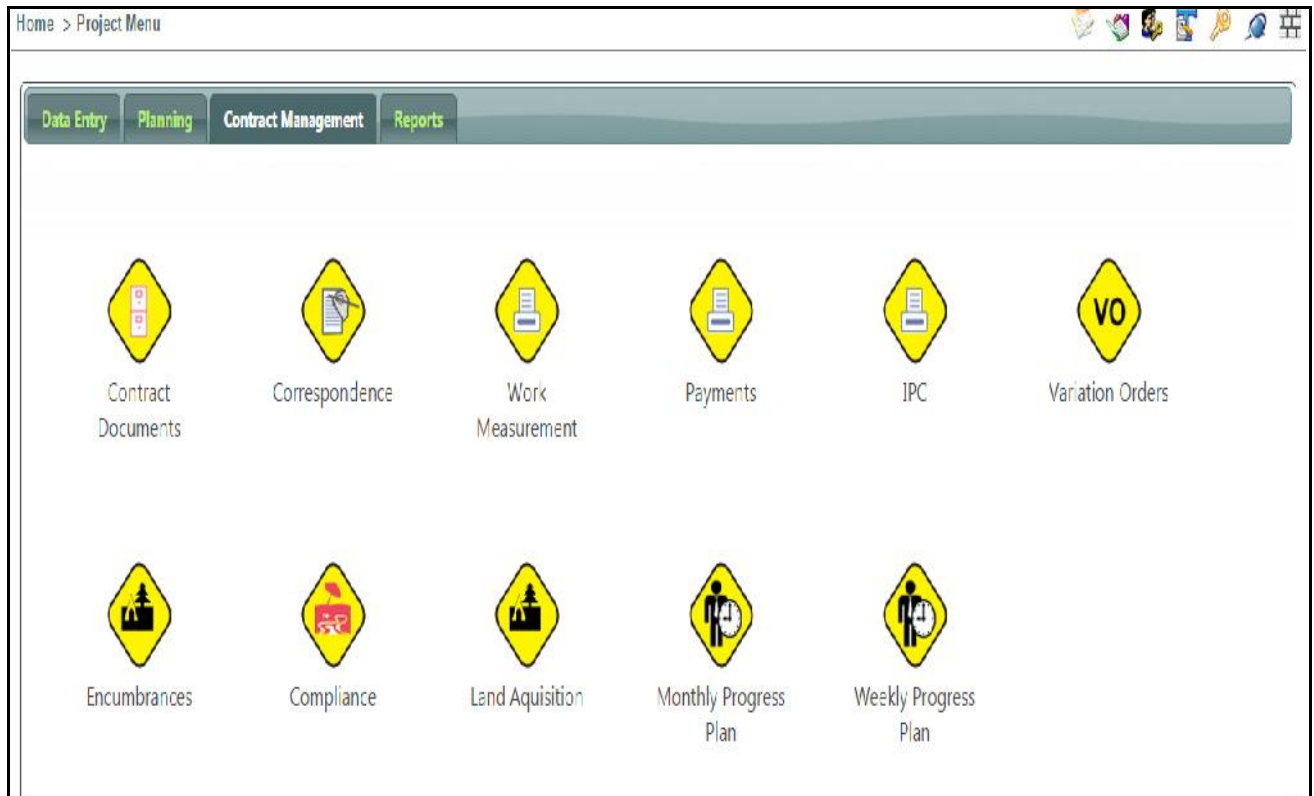 Home > Project Menu
Data Entry Planning Contract Management Reports
Contract Documents
Correspondence
Work Measurement
Payments
IPC
VO
Variation Orders
Encumbrances
Compliance
Land Aquisition
Monthly Progress Plan
Weekly Progress Plan